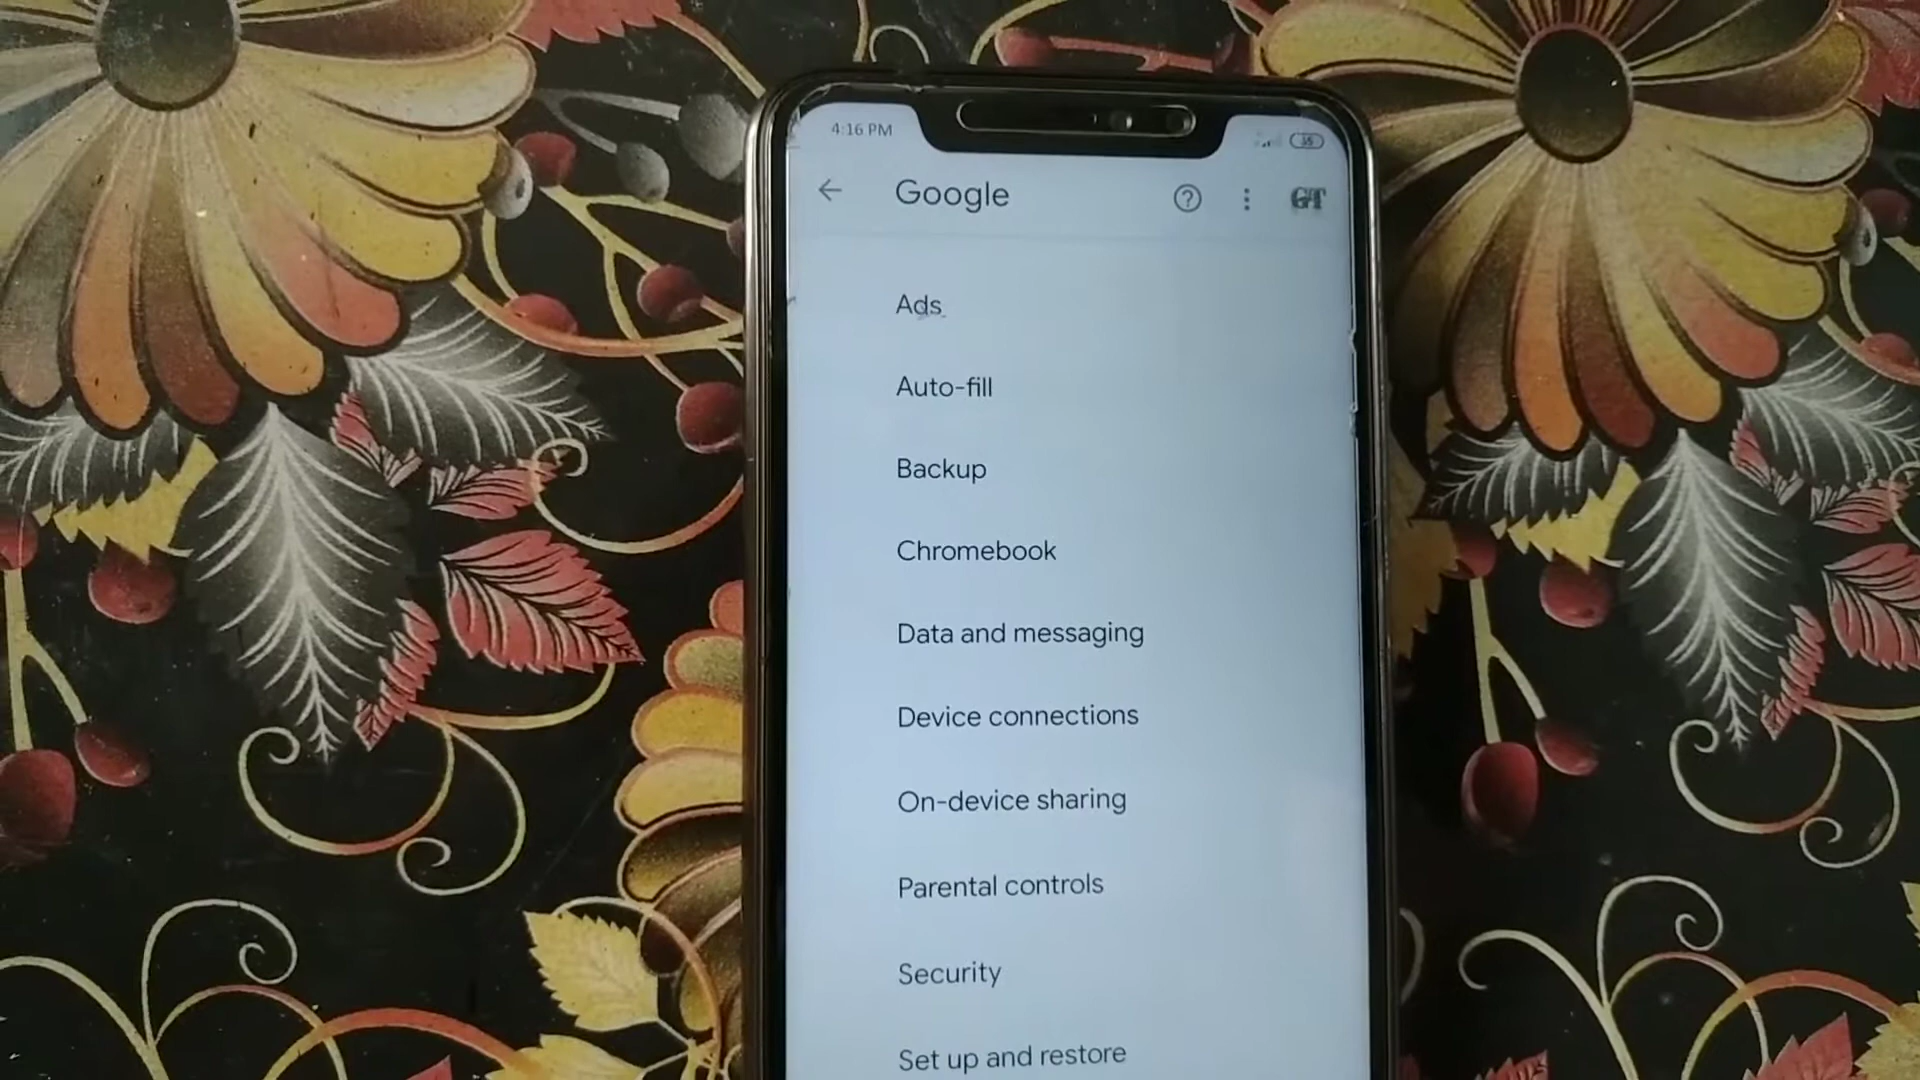 4:16 PM
Google
GT
Ads
Auto-fill
Backup
Chromebook
Data and messaging
Device connections
On-device sharing
Parental controls
Security
Set up and restore